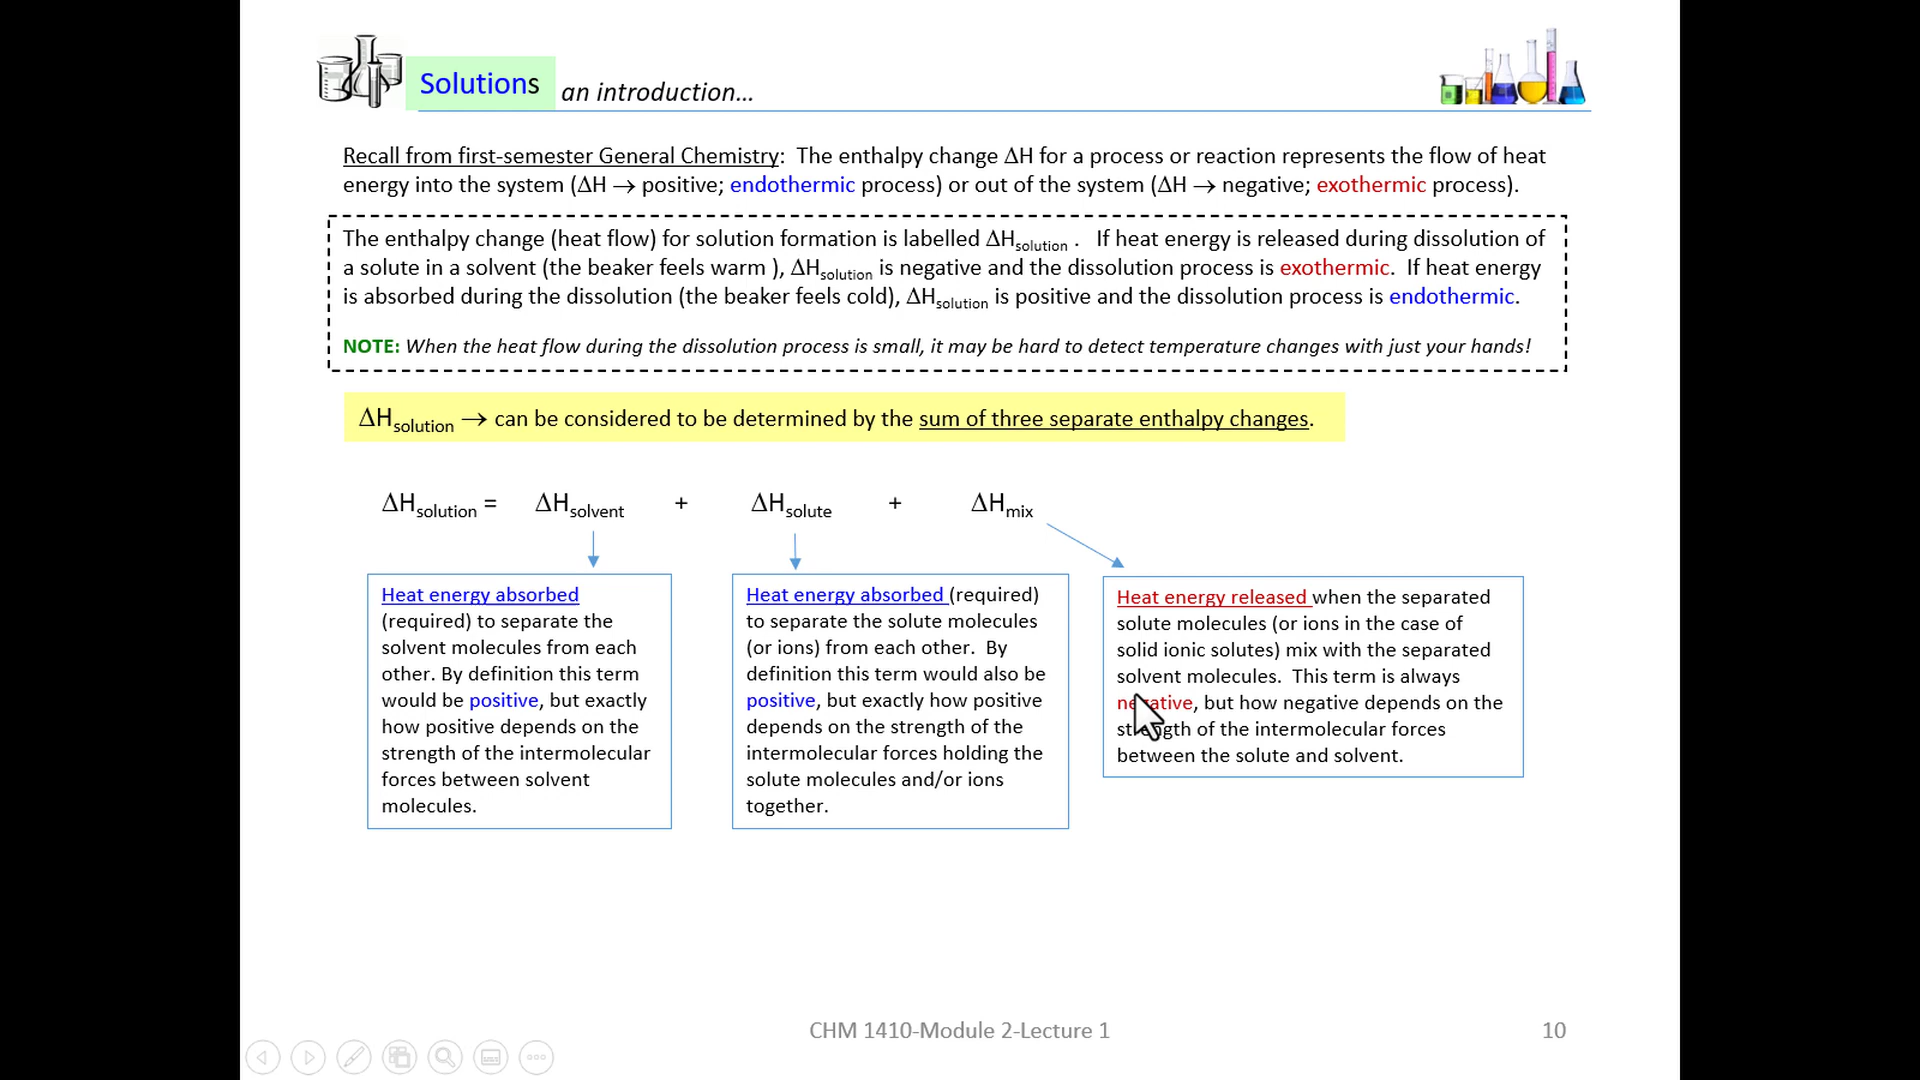 Solutions an introduction...
Recall from first-semester General Chemistry:  The enthalpy change ΔH for a process or reaction represents the flow of heat
energy into the system (ΔH → positive; endothermic process) or out of the system (ΔH → negative; exothermic process).
The enthalpy change (heat flow) for solution formation is labelled ΔHsolution .   If heat energy is released during dissolution of
a solute in a solvent (the beaker feels warm ), ΔHsolution is negative and the dissolution process is exothermic.  If heat energy
is absorbed during the dissolution (the beaker feels cold), ΔHsolution is positive and the dissolution process is endothermic.
NOTE: When the heat flow during the dissolution process is small, it may be hard to detect temperature changes with just your hands!
ΔHsolution → can be considered to be determined by the sum of three separate enthalpy changes.
ΔHsolution = ΔHsolvent + ΔHsolute + ΔHmix
Heat energy absorbed
(required) to separate the
solvent molecules from each
other. By definition this term
would be positive, but exactly
how positive depends on the
strength of the intermolecular
forces between solvent
molecules.
Heat energy absorbed (required)
to separate the solute molecules
(or ions) from each other.  By
definition this term would also be
positive, but exactly how positive
depends on the strength of the
intermolecular forces holding the
solute molecules and/or ions
together.
Heat energy released when the separated
solute molecules (or ions in the case of
solid ionic solutes) mix with the separated
solvent molecules.  This term is always
negative, but how negative depends on the
strength of the intermolecular forces
between the solute and solvent.
CHM 1410-Module 2-Lecture 1
10